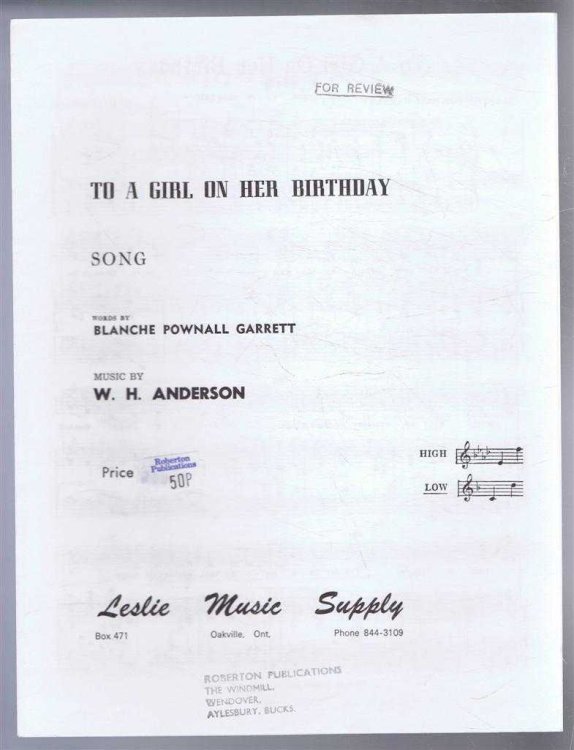 FOR REVIEW
TO A GIRL ON HER BIRTHDAY
SONG
WORDS BY
BLANCHE POWNALL GARRETT
MUSIC BY
W. H. ANDERSON
Price
Roberton
Publications
50P
HIGH
LOW
Leslie Music Supply
Box 471 Oakville, Ont. Phone 844-3109
ROBERTON PUBLICATIONS
THE WINDMILL,
WENDOVER,
AYLESBURY. BUCKS.